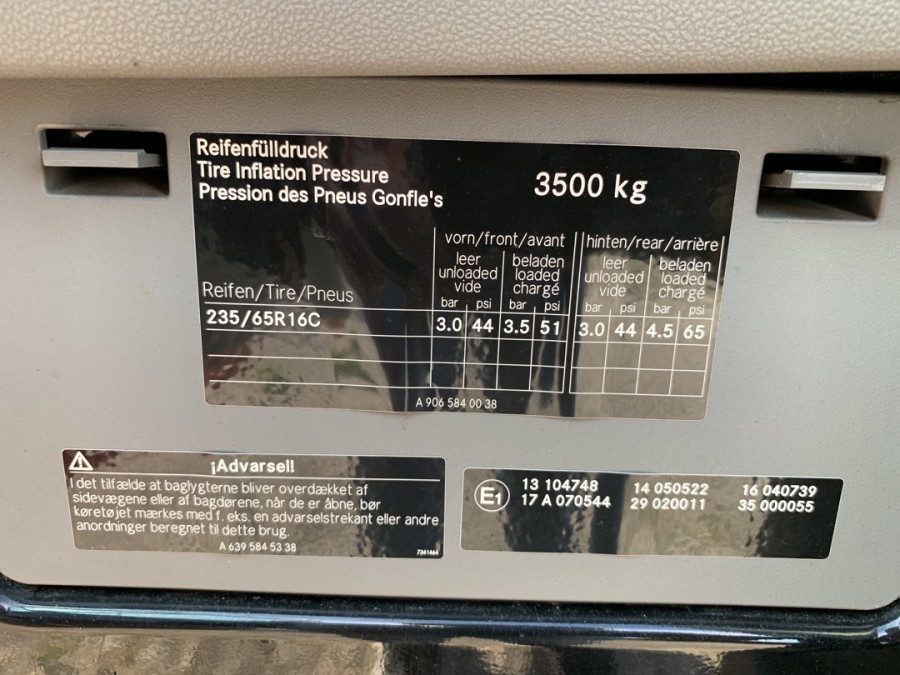 Reifenfülldruck
Tire Inflation Pressure
Pression des Pneus Gonfle's
3500 kg
vorn/front/avant hinten/rear/arrière
leer beladen leer beladen
unloaded loaded unloaded loaded
vide chargé vide chargé
Reifen/Tire/Pneus bar psi bar psi bar psi bar psi
235/65R16C 3.0 44 3.5 51 3.0 44 4.5 65
A 906 584 00 38
¡Advarsel!
I det tilfælde at baglygterne bliver overdækket af
sidevægene eller af bagdørene, når de er åbne, bør
køretøjet mærkes med f. eks. en advarselstrekant eller andre
anordninger beregnet til dette brug.
A 639 584 53 38
7341464
E1 13 104748 14 050522 16 040739
17 A 070544 29 020011 35 000055